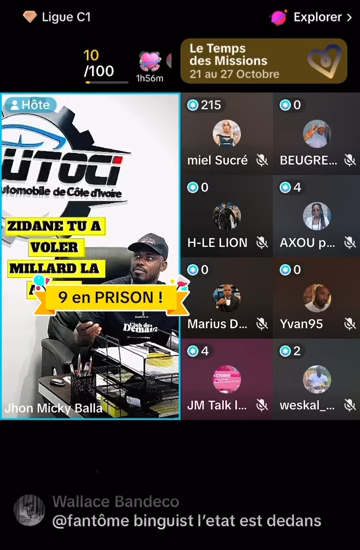 Ligue C1
Explorer >
10
/100
1h56m
Le Temps
des Missions
21 au 27 Octobre
Hôte
UTOCI
utomobile de Côte d'Ivoire
ZIDANE TU A
VOLER
MILLARD LA
9 en PRISON !
Jhon Micky Balla
215
miel Sucré
0
BEUGRE...
0
H-LE LION
4
AXOU p...
0
Marius D...
0
Yvan95
4
JM Talk I...
2
weskal_...
Wallace Bandeco
@fantôme binguist l'etat est dedans